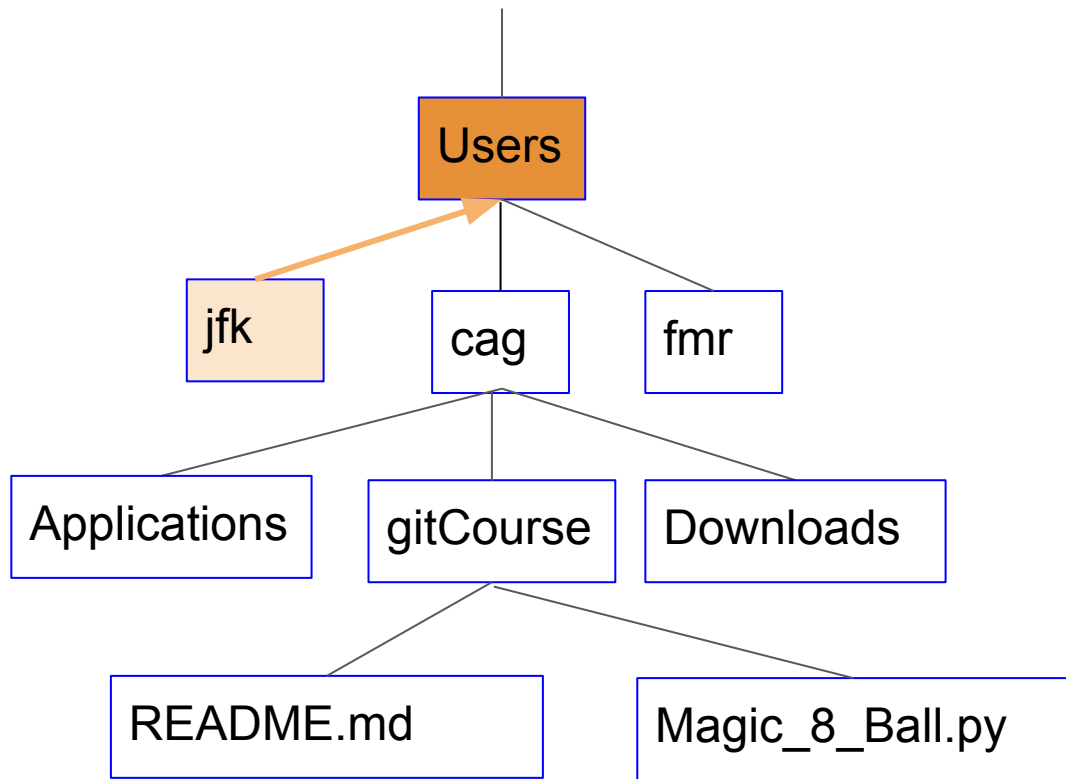 Users
jfk
cag
fmr
Applications
gitCourse
Downloads
README.md
Magic_8_Ball.py